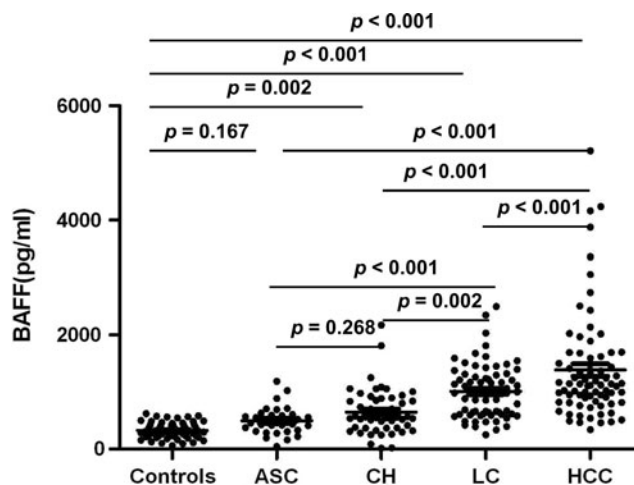 p < 0.001
p < 0.001
p = 0.002
6000
p = 0.167
p < 0.001
p < 0.001
4000
p < 0.001
BAFF(pg/ml)
p < 0.001
p = 0.002
p = 0.268
2000
0
Controls ASC CH LC HCC